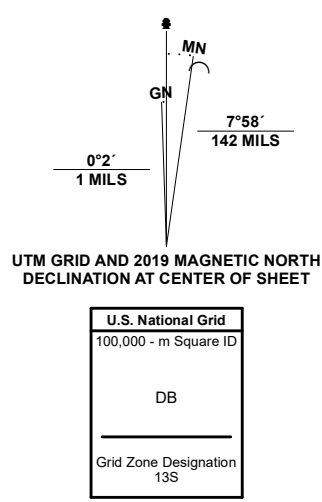 MN
GN
7°58´
142 MILS
0°2´
1 MILS
UTM GRID AND 2019 MAGNETIC NORTH
DECLINATION AT CENTER OF SHEET
U.S. National Grid
100,000 - m Square ID
DB
Grid Zone Designation
13S